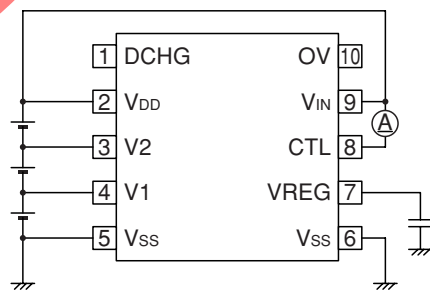 1 DCHG OV 10
2 VDD VIN 9
A
3 V2 CTL 8
4 V1 VREG 7
5 VSS VSS 6